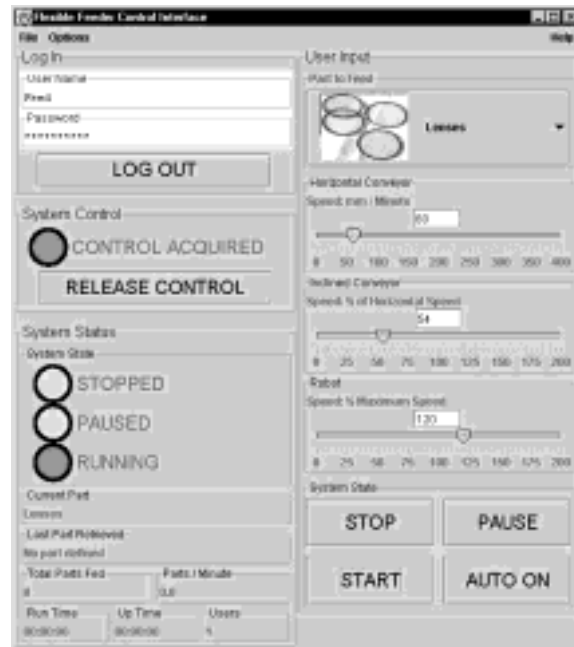 Flexible Feeder Control Interface
File Options Help
Log In
User Name
Fred
Password
**********
LOG OUT
System Control
CONTROL ACQUIRED
RELEASE CONTROL
System Status
System State
STOPPED
PAUSED
RUNNING
Current Part
Lenses
Last Part Retrieved
No part defined
Total Parts Fed
0
Parts / Minute
0.0
Run Time
00:00:00
Up Time
00:00:00
Users
1
User Input
Part to Feed
Lenses
Horizontal Conveyor
Speed: mm / Minute
60
0 50 100 150 200 250 300 350 400
Inclined Conveyor
Speed: % of Horizontal Speed
54
0 25 50 75 100 125 150 175 200
Robot
Speed: % Maximum Speed
120
0 25 50 75 100 125 150 175 200
System State
STOP PAUSE
START AUTO ON